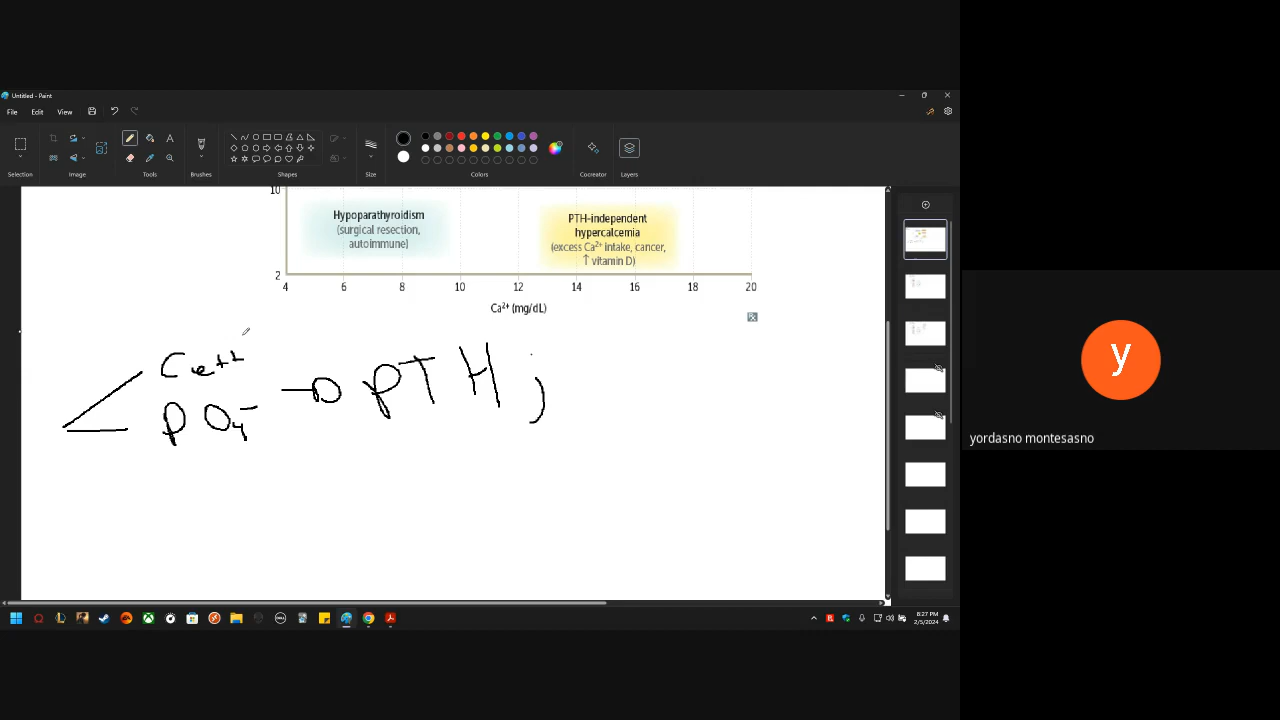 Untitled - Paint
File Edit View
Selection Image Tools Brushes Shapes Size Colors Cocreator Layers
10
Hypoparathyroidism
(surgical resection,
autoimmune)
PTH-independent
hypercalcemia
(excess Ca²⁺ intake, cancer,
↑ vitamin D)
2
4 6 8 10 12 14 16 18 20
Ca²⁺ (mg/dL)
Rx
Ca++
PO4-
→ PTH ;
y
yordasno montesasno
8:27 PM
2/5/2024